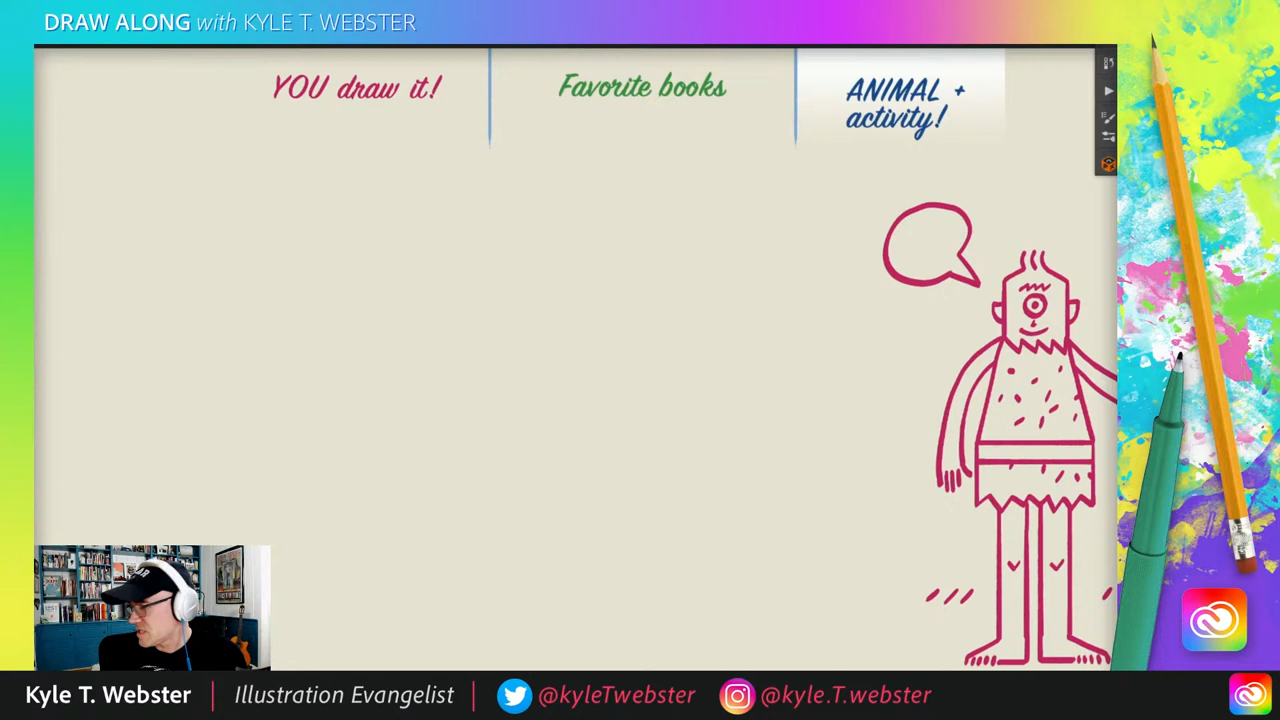 DRAW ALONG with KYLE T. WEBSTER
YOU draw it!
Favorite books
ANIMAL +
activity!
Kyle T. Webster
Illustration Evangelist
@kyleTwebster
@kyle.T.webster